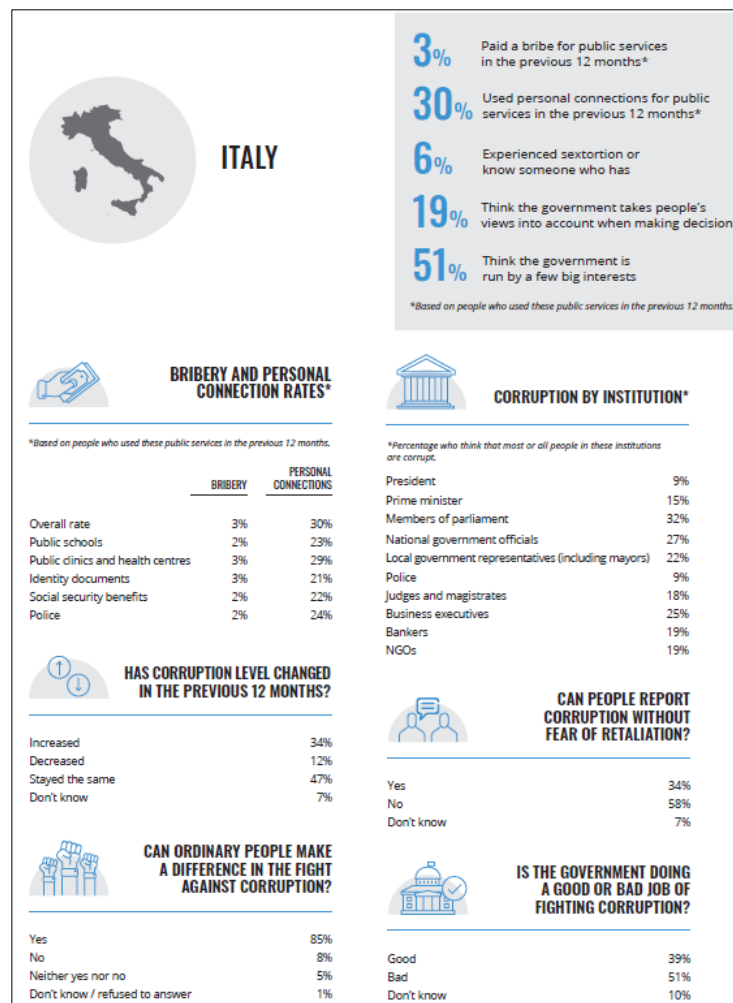 ITALY
3% Paid a bribe for public services
in the previous 12 months*
30% Used personal connections for public
services in the previous 12 months*
6% Experienced sextortion or
know someone who has
19% Think the government takes people's
views into account when making decision
51% Think the government is
run by a few big interests
*Based on people who used these public services in the previous 12 months.
BRIBERY AND PERSONAL
CONNECTION RATES*
*Based on people who used these public services in the previous 12 months.
BRIBERY PERSONAL
CONNECTIONS
Overall rate 3% 30%
Public schools 2% 23%
Public clinics and health centres 3% 29%
Identity documents 3% 21%
Social security benefits 2% 22%
Police 2% 24%
HAS CORRUPTION LEVEL CHANGED
IN THE PREVIOUS 12 MONTHS?
Increased 34%
Decreased 12%
Stayed the same 47%
Don't know 7%
CAN ORDINARY PEOPLE MAKE
A DIFFERENCE IN THE FIGHT
AGAINST CORRUPTION?
Yes 85%
No 8%
Neither yes nor no 5%
Don't know / refused to answer 1%
CORRUPTION BY INSTITUTION*
*Percentage who think that most or all people in these institutions
are corrupt.
President 9%
Prime minister 15%
Members of parliament 32%
National government officials 27%
Local government representatives (including mayors) 22%
Police 9%
Judges and magistrates 18%
Business executives 25%
Bankers 19%
NGOs 19%
CAN PEOPLE REPORT
CORRUPTION WITHOUT
FEAR OF RETALIATION?
Yes 34%
No 58%
Don't know 7%
IS THE GOVERNMENT DOING
A GOOD OR BAD JOB OF
FIGHTING CORRUPTION?
Good 39%
Bad 51%
Don't know 10%